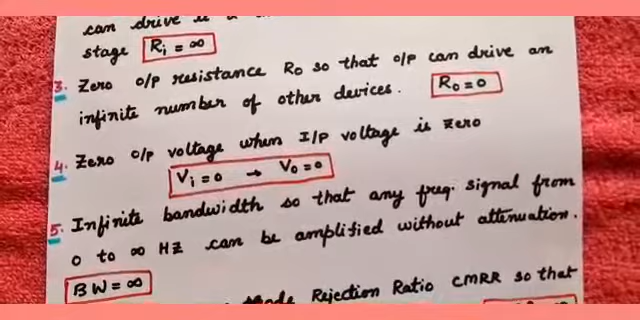 can drive
stage Ri = ∞
3. Zero o/p resistance Ro so that o/p can drive an
infinite number of other devices. Ro = 0
4. Zero o/p voltage when I/P voltage is zero
Vi = 0 → Vo = 0
5. Infinite bandwidth so that any freq. signal from
0 to ∞ HZ can be amplified without attenuation.
BW = ∞
Rejection Ratio CMRR so that